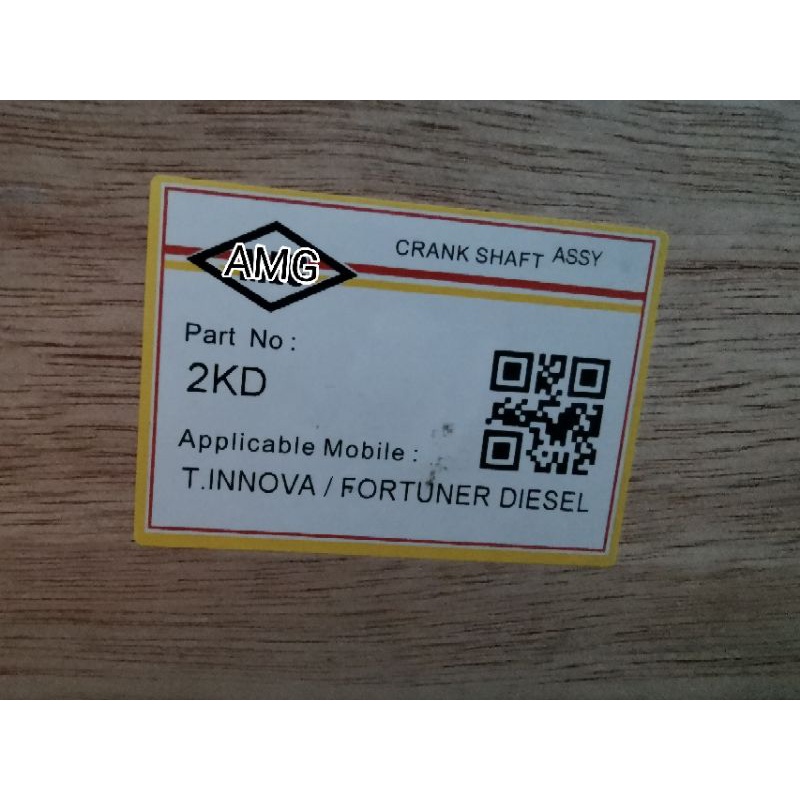 AMG
CRANK SHAFT ASSY
Part No :
2KD
Applicable Mobile :
T.INNOVA / FORTUNER DIESEL